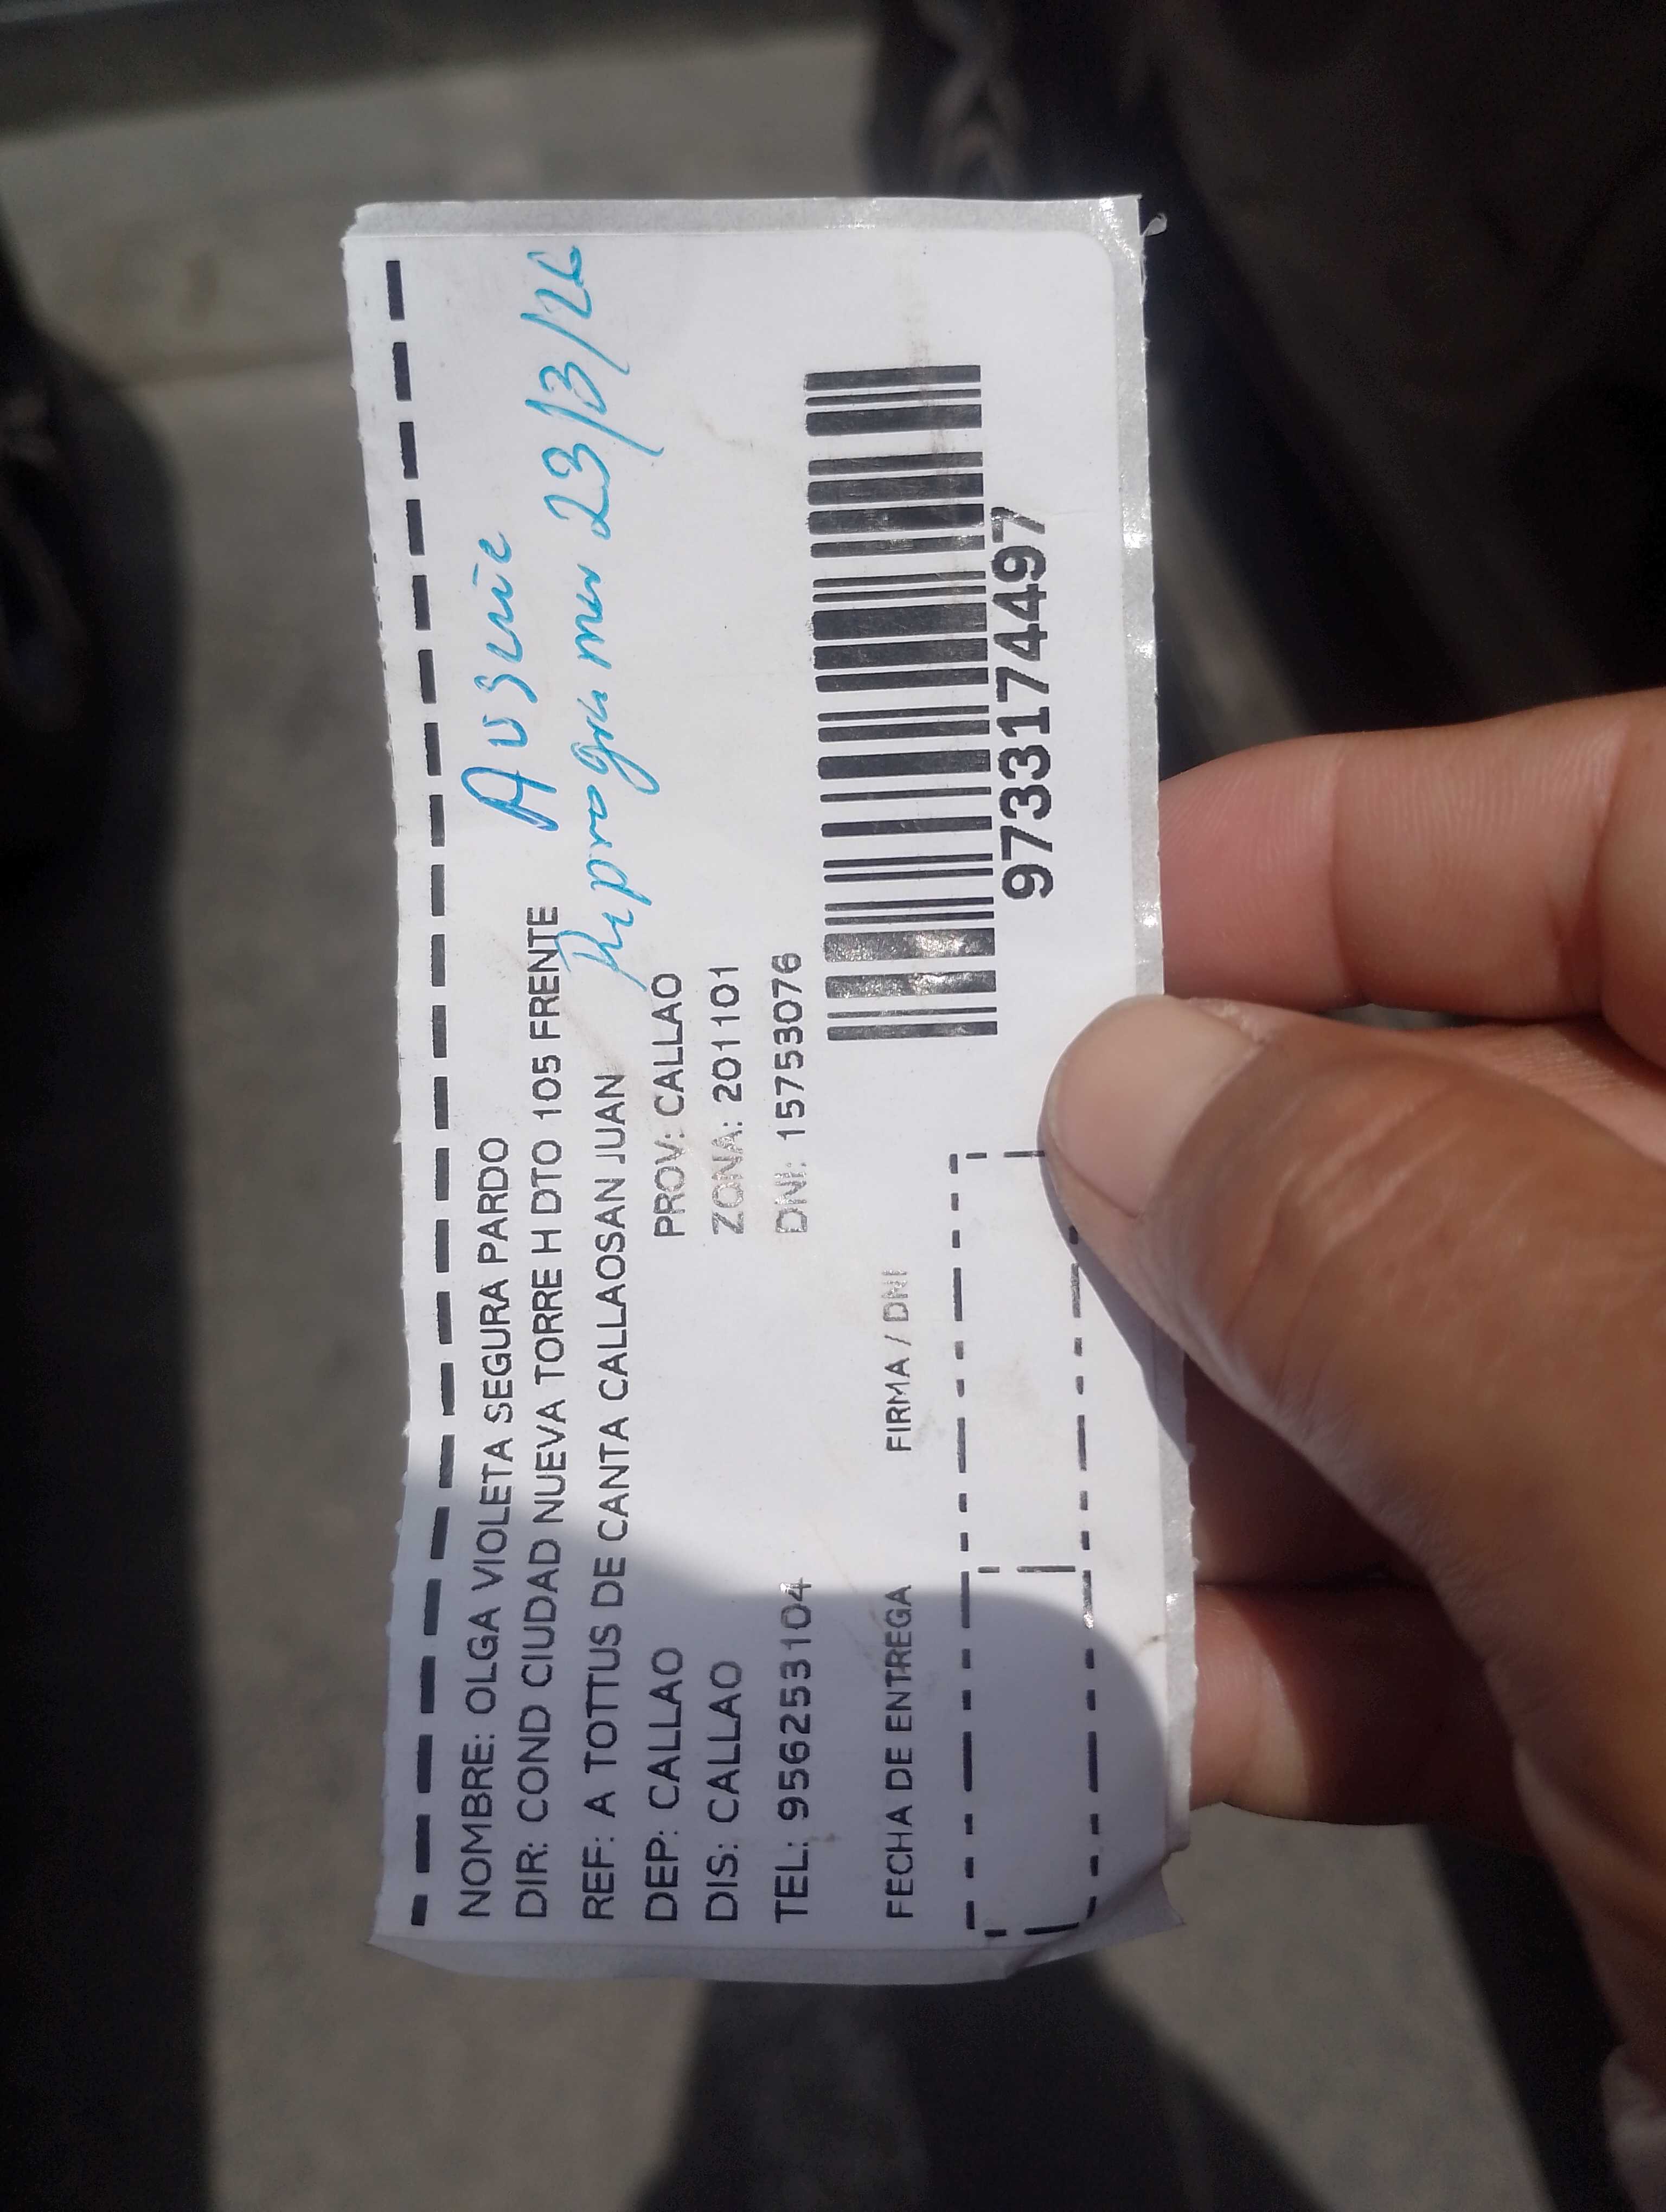 NOMBRE: OLGA VIOLETA SEGURA PARDO
DIR: COND CIUDAD NUEVA TORRE H DTO 105 FRENTE
REF: A TOTTUS DE CANTA CALLAOSAN JUAN
DEP: CALLAO PROV: CALLAO
DIS: CALLAO ZONA: 201101
TEL: 956253104 DNI: 15753076
Ausente
Reprogramar 23/3/26
FECHA DE ENTREGA FIRMA / DNI
97331774497